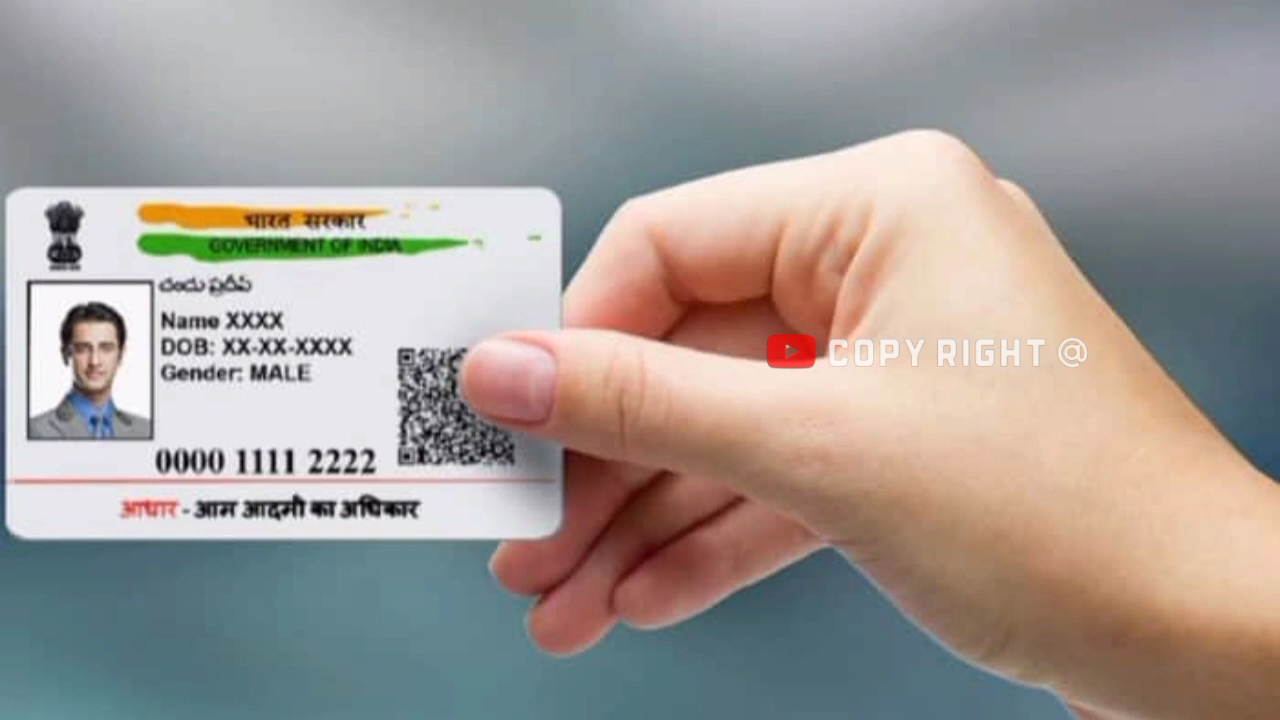 भारत सरकार
GOVERNMENT OF INDIA
చందు ప్రదీప్
Name XXXX
DOB: XX-XX-XXXX
Gender: MALE
COPY RIGHT @
0000 1111 2222
आधार - आम आदमी का अधिकार